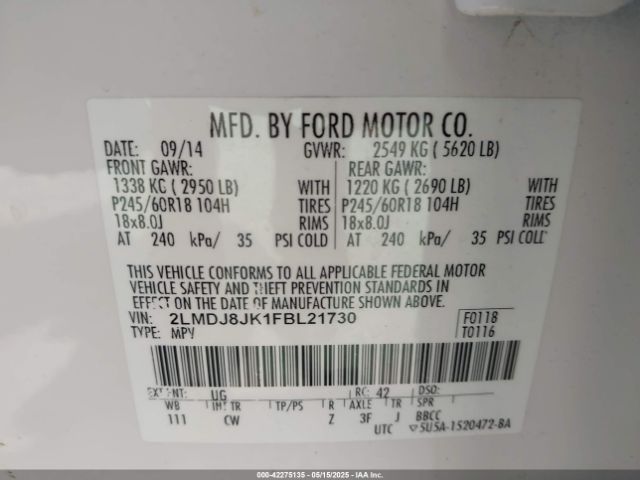 MFD. BY FORD MOTOR CO.
DATE: 09/14 GVWR: 2549 KG ( 5620 LB)
FRONT GAWR: REAR GAWR:
1338 KG ( 2950 LB) WITH 1220 KG ( 2690 LB) WITH
P245/60R18 104H TIRES P245/60R18 104H TIRES
18x8.0J RIMS 18x8.0J RIMS
AT 240 kPa/ 35 PSI COLD AT 240 kPa/ 35 PSI COLD
THIS VEHICLE CONFORMS TO ALL APPLICABLE FEDERAL MOTOR
VEHICLE SAFETY AND THEFT PREVENTION STANDARDS IN
EFFECT ON THE DATE OF MANUFACTURE SHOWN ABOVE.
VIN: 2LMDJ8JK1FBL21730 F0118
TYPE: MPV T0116
EXT PNT: UG RC: 42 DSO:
WB INT TR TP/PS R AXLE TR SPR
111 CW Z 3F J BBCC
UTC 5U5A-1520472-BA
000-42275135 - 05/15/2025 - IAA Inc.